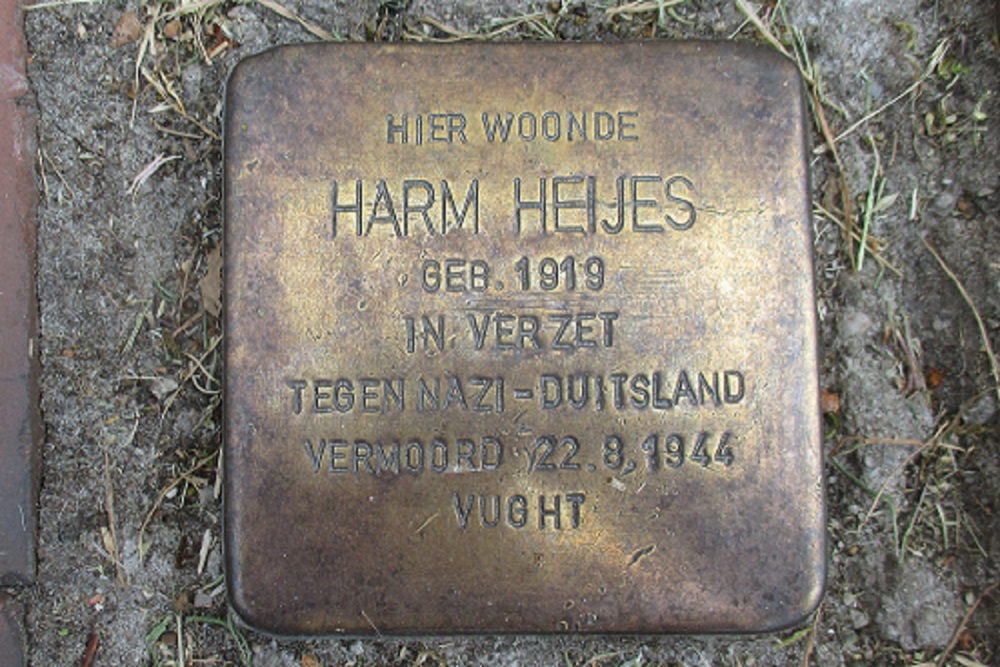 HIER WOONDE
HARM HEIJES
GEB. 1919
IN VERZET
TEGEN NAZI-DUITSLAND
VERMOORD 22.8.1944
VUGHT